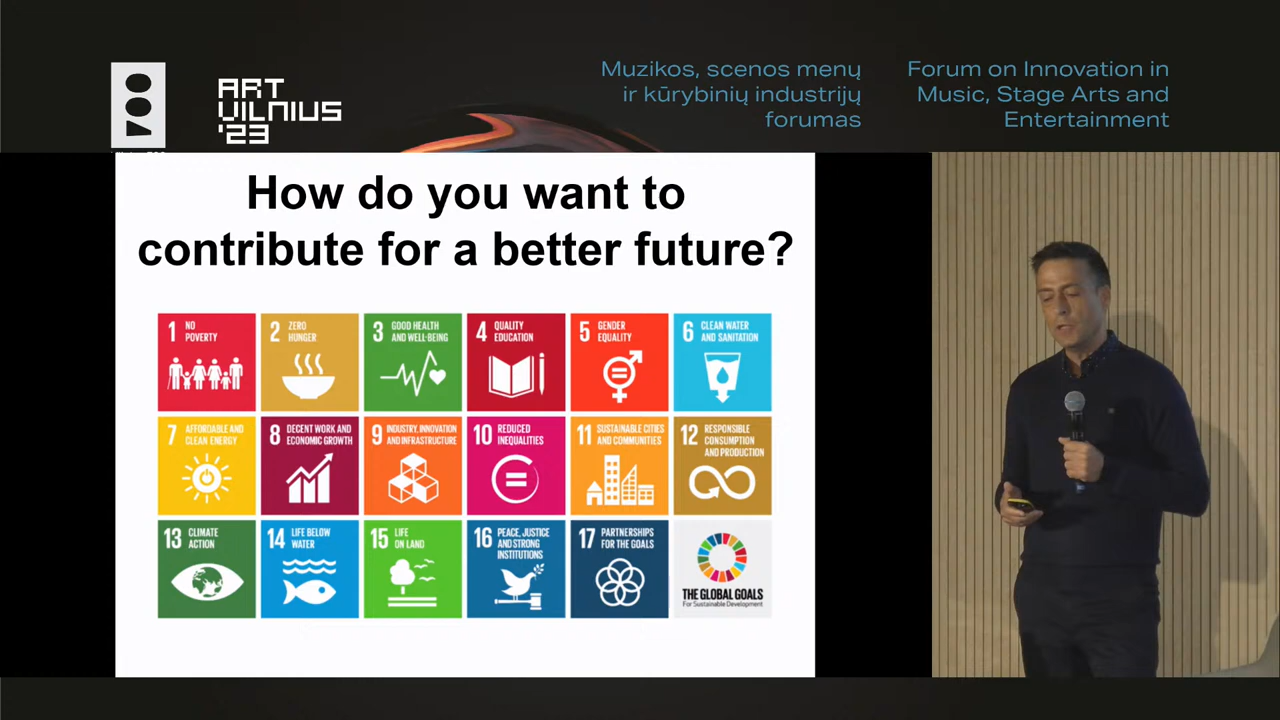 ART
VILNIUS
'23
Muzikos, scenos menų
ir kūrybinių industrijų
forumas
Forum on Innovation in
Music, Stage Arts and
Entertainment
How do you want to
contribute for a better future?
1 NO
POVERTY
2 ZERO
HUNGER
3 GOOD HEALTH
AND WELL-BEING
4 QUALITY
EDUCATION
5 GENDER
EQUALITY
6 CLEAN WATER
AND SANITATION
7 AFFORDABLE AND
CLEAN ENERGY
8 DECENT WORK AND
ECONOMIC GROWTH
9 INDUSTRY, INNOVATION
AND INFRASTRUCTURE
10 REDUCED
INEQUALITIES
11 SUSTAINABLE CITIES
AND COMMUNITIES
12 RESPONSIBLE
CONSUMPTION
AND PRODUCTION
13 CLIMATE
ACTION
14 LIFE BELOW
WATER
15 LIFE
ON LAND
16 PEACE, JUSTICE
AND STRONG
INSTITUTIONS
17 PARTNERSHIPS
FOR THE GOALS
THE GLOBAL GOALS
For Sustainable Development